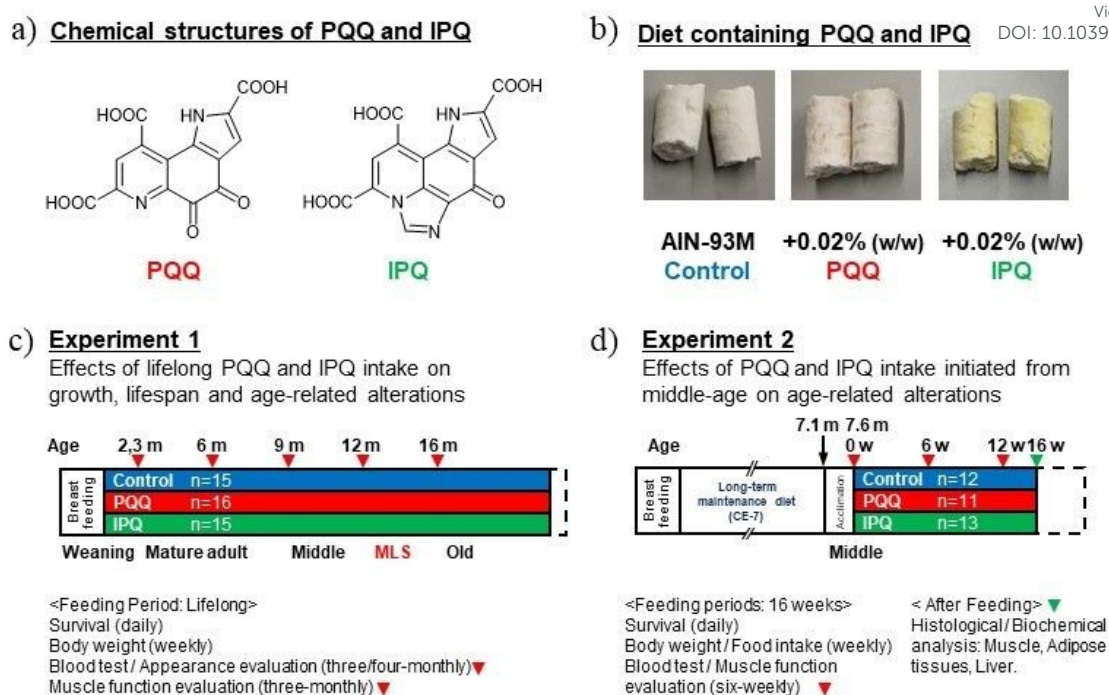 Vi
DOI: 10.1039
a) Chemical structures of PQQ and IPQ
HOOC
HN
COOH
HOOC
N
O
O
PQQ
HOOC
HN
COOH
HOOC
N
N
O
IPQ
b) Diet containing PQQ and IPQ
AIN-93M
Control
+0.02% (w/w)
PQQ
+0.02% (w/w)
IPQ
c) Experiment 1
Effects of lifelong PQQ and IPQ intake on
growth, lifespan and age-related alterations
Age 2,3 m 6 m 9 m 12 m 16 m
Breast
feeding
Control n=15
PQQ n=16
IPQ n=15
Weaning Mature adult Middle MLS Old
<Feeding Period: Lifelong>
Survival (daily)
Body weight (weekly)
Blood test / Appearance evaluation (three/four-monthly)
Muscle function evaluation (three-monthly)
d) Experiment 2
Effects of PQQ and IPQ intake initiated from
middle-age on age-related alterations
7.1 m 7.6 m
Age 0 w 6 w 12 w 16 w
Breast
feeding
Long-term
maintenance diet
(CE-7)
Acclimation
Control n=12
PQQ n=11
IPQ n=13
Middle
<Feeding periods: 16 weeks>
Survival (daily)
Body weight / Food intake (weekly)
Blood test / Muscle function
evaluation (six-weekly)
< After Feeding>
Histological / Biochemical
analysis: Muscle, Adipose
tissues, Liver.